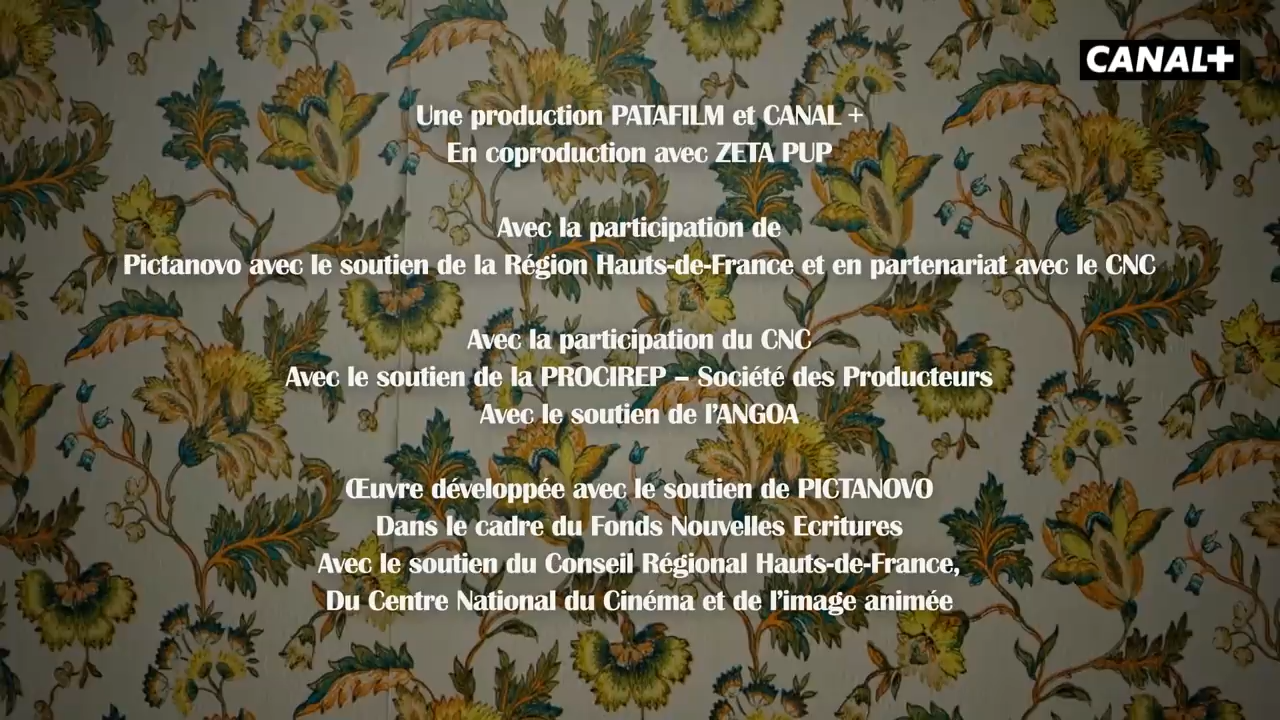 CANAL+
Une production PATAFILM et CANAL +
En coproduction avec ZETA PUP
Avec la participation de
Pictanovo avec le soutien de la Région Hauts-de-France et en partenariat avec le CNC
Avec la participation du CNC
Avec le soutien de la PROCIREP – Société des Producteurs
Avec le soutien de l’ANGOA
Œuvre développée avec le soutien de PICTANOVO
Dans le cadre du Fonds Nouvelles Ecritures
Avec le soutien du Conseil Régional Hauts-de-France,
Du Centre National du Cinéma et de l’image animée